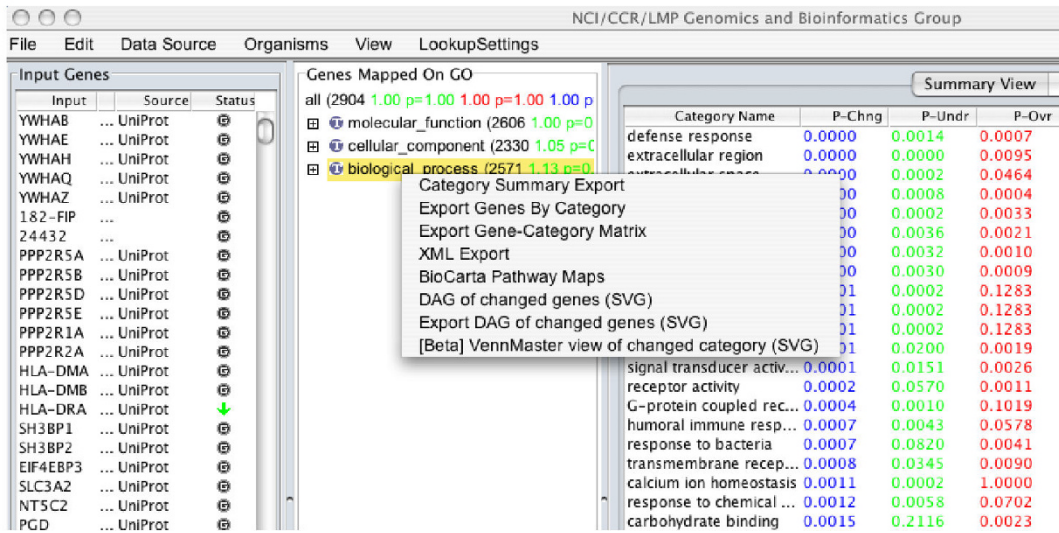 NCI/CCR/LMP Genomics and Bioinformatics Group
File Edit Data Source Organisms View LookupSettings
Input Genes
Input Source Status
YWHAB ... UniProt
YWHAE ... UniProt
YWHAH ... UniProt
YWHAQ ... UniProt
YWHAZ ... UniProt
182-FIP ...
24432 ...
PPP2R5A ... UniProt
PPP2R5B ... UniProt
PPP2R5D ... UniProt
PPP2R5E ... UniProt
PPP2R1A ... UniProt
PPP2R2A ... UniProt
HLA-DMA ... UniProt
HLA-DMB ... UniProt
HLA-DRA ... UniProt
SH3BP1 ... UniProt
SH3BP2 ... UniProt
EIF4EBP3 ... UniProt
SLC3A2 ... UniProt
NT5C2 ... UniProt
PGD ... UniProt
Genes Mapped On GO
all (2904 1.00 p=1.00 1.00 p=1.00 1.00 p
molecular_function (2606 1.00 p=0
cellular_component (2330 1.05 p=0
biological_process (2571 1.13 p=0.
Category Summary Export
Export Genes By Category
Export Gene-Category Matrix
XML Export
BioCarta Pathway Maps
DAG of changed genes (SVG)
Export DAG of changed genes (SVG)
[Beta] VennMaster view of changed category (SVG)
Summary View
Category Name P-Chng P-Undr P-Ovr
defense response 0.0000 0.0014 0.0007
extracellular region 0.0000 0.0000 0.0095
extracellular space 0.0000 0.0002 0.0464
00 0.0008 0.0004
00 0.0002 0.0033
00 0.0036 0.0021
00 0.0032 0.0010
00 0.0030 0.0009
01 0.0002 0.1283
01 0.0002 0.1283
01 0.0002 0.1283
01 0.0200 0.0019
signal transducer activ... 0.0001 0.0151 0.0026
receptor activity 0.0002 0.0570 0.0011
G-protein coupled rec... 0.0004 0.0010 0.1019
humoral immune resp... 0.0007 0.0043 0.0578
response to bacteria 0.0007 0.0820 0.0041
transmembrane recep... 0.0008 0.0345 0.0090
calcium ion homeostasis 0.0011 0.0002 1.0000
response to chemical ... 0.0012 0.0058 0.0702
carbohydrate binding 0.0015 0.2116 0.0023